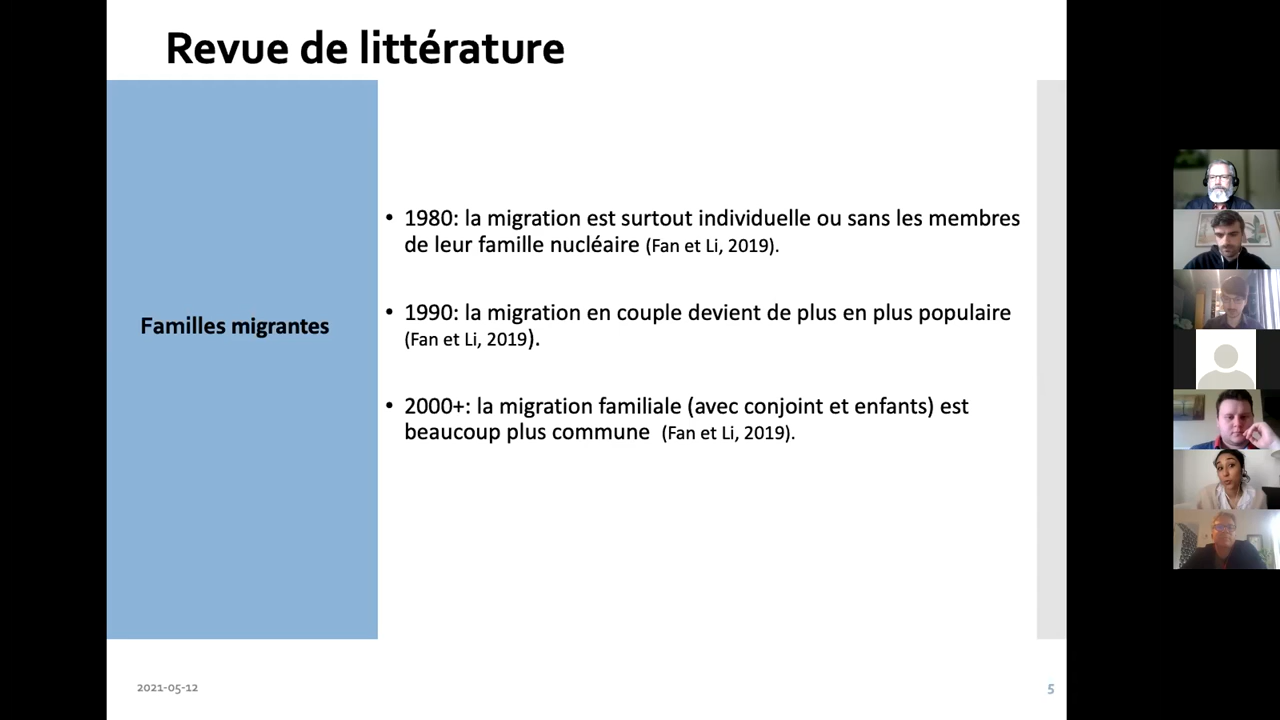 Revue de littérature
Familles migrantes
• 1980: la migration est surtout individuelle ou sans les membres
de leur famille nucléaire (Fan et Li, 2019).
• 1990: la migration en couple devient de plus en plus populaire
(Fan et Li, 2019).
• 2000+: la migration familiale (avec conjoint et enfants) est
beaucoup plus commune (Fan et Li, 2019).
2021-05-12
5